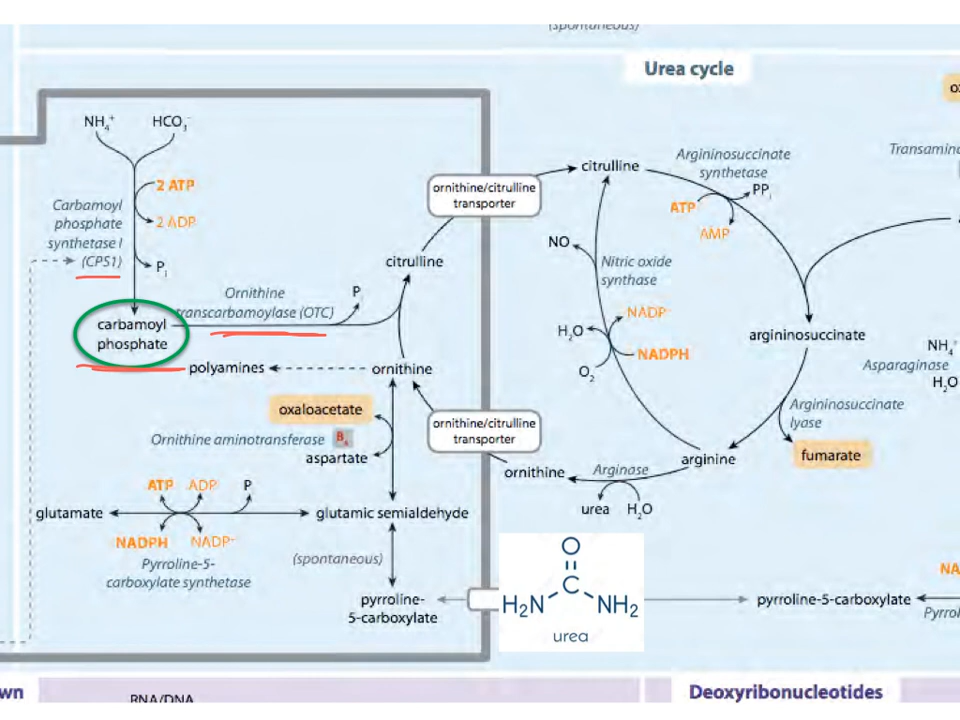 (spontaneous)
Urea cycle
NH4+
HCO3-
2 ATP
2 ADP
Carbamoyl
phosphate
synthetase I
(CPS1)
Pi
carbamoyl
phosphate
Ornithine
transcarbamoylase (OTC)
P
citrulline
ornithine/citrulline
transporter
citrulline
Argininosuccinate
synthetase
PPi
ATP
AMP
Transamina
NO
Nitric oxide
synthase
NADP
NADPH
H2O
O2
argininosuccinate
NH4+
Asparaginase
H2O
polyamines
ornithine
oxaloacetate
Ornithine aminotransferase
B6
aspartate
ornithine/citrulline
transporter
Argininosuccinate
lyase
fumarate
arginine
ornithine
Arginase
urea
H2O
ATP
ADP
P
glutamate
glutamic semialdehyde
NADPH
NADP-
Pyrroline-5-
carboxylate synthetase
(spontaneous)
pyrroline-
5-carboxylate
O
C
H2N
NH2
urea
pyrroline-5-carboxylate
NA
Pyrrol
wn
RNA/DNA
Deoxyribonucleotides